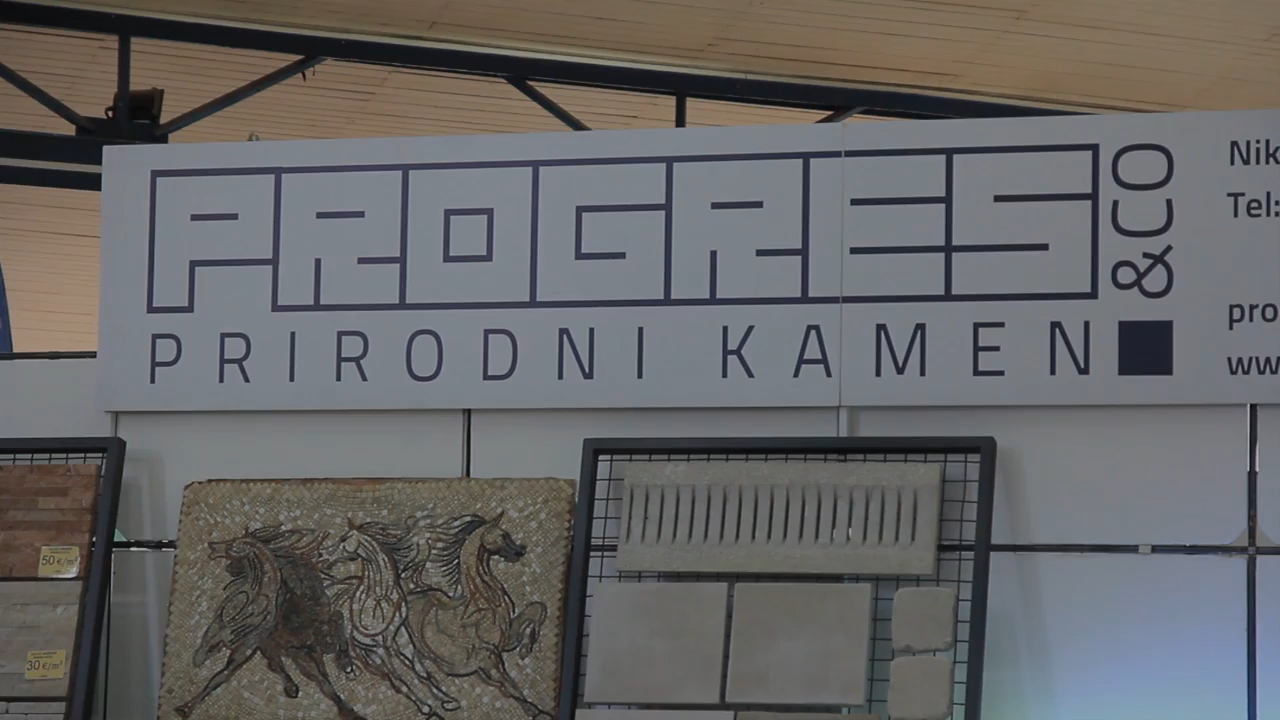 PROGRES &CO
PRIRODNI KAMEN
Nik
Tel:
pro
ww
50 €/m²
30 €/m²